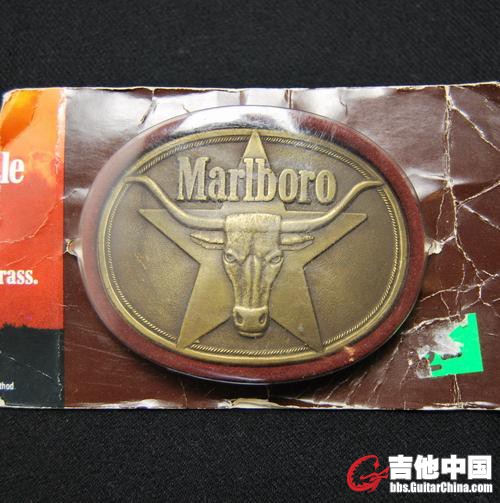 le
rass.
thod
Marlboro
吉他中国
bbs.GuitarChina.com